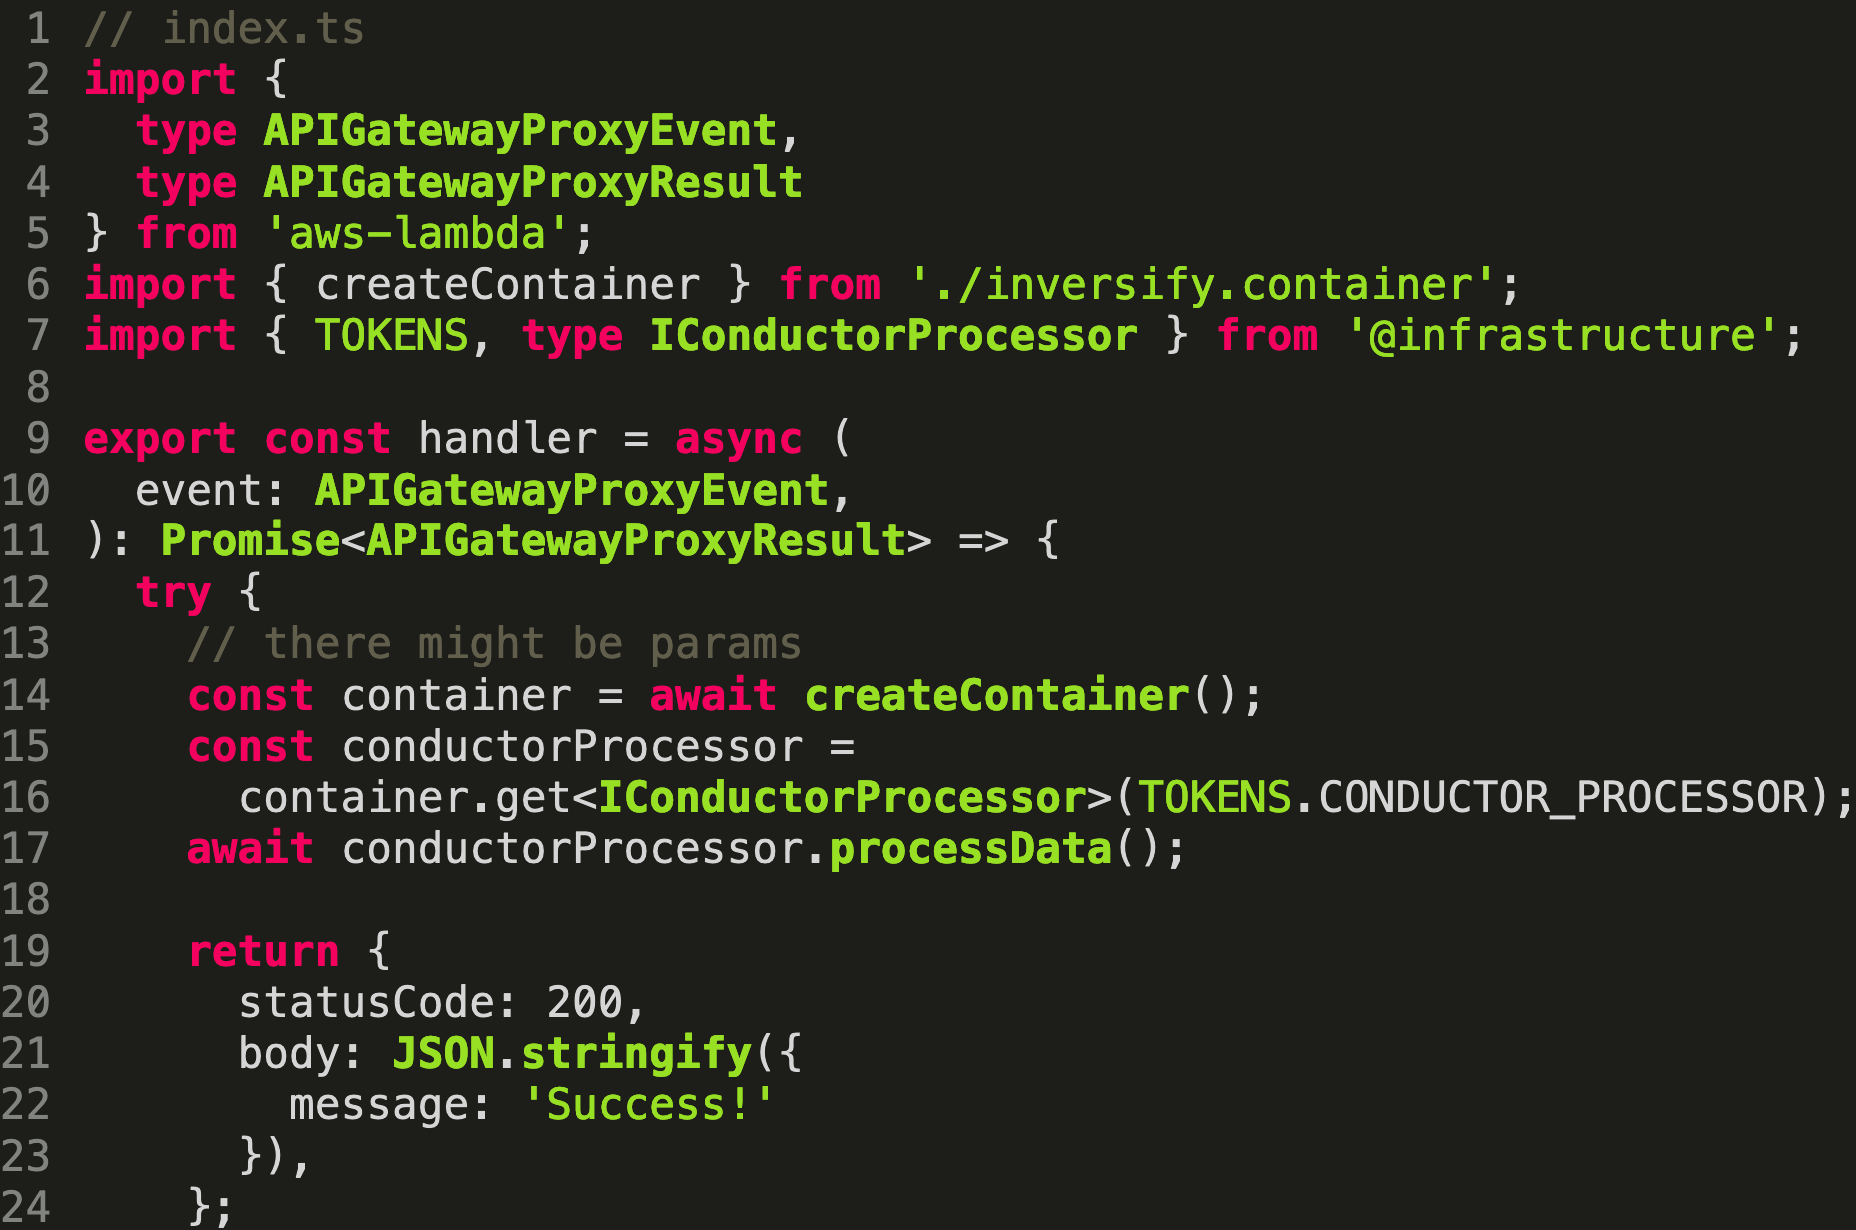 1 // index.ts
2 import {
3   type APIGatewayProxyEvent,
4   type APIGatewayProxyResult
5 } from 'aws-lambda';
6 import { createContainer } from './inversify.container';
7 import { TOKENS, type IConductorProcessor } from '@infrastructure';
8
9 export const handler = async (
10   event: APIGatewayProxyEvent,
11 ): Promise<APIGatewayProxyResult> => {
12   try {
13     // there might be params
14     const container = await createContainer();
15     const conductorProcessor =
16       container.get<IConductorProcessor>(TOKENS.CONDUCTOR_PROCESSOR);
17     await conductorProcessor.processData();
18
19     return {
20       statusCode: 200,
21       body: JSON.stringify({
22         message: 'Success!'
23       }),
24     };